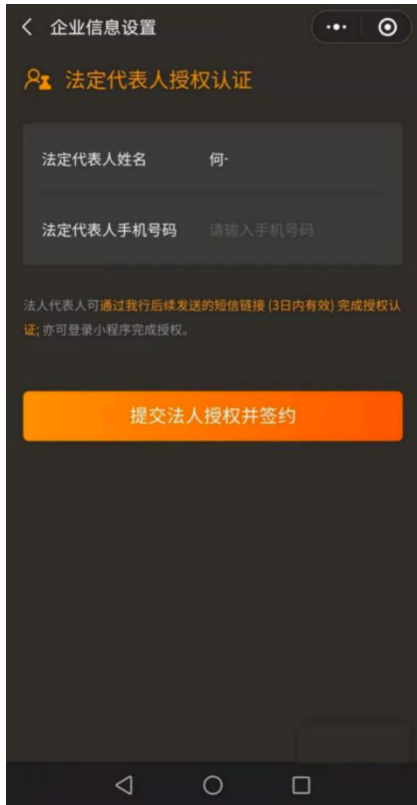 企业信息设置
法定代表人授权认证
法定代表人姓名 何-
法定代表人手机号码 请输入手机号码
法人代表人可通过我行后续发送的短信链接 (3日内有效) 完成授权认
证; 亦可登录小程序完成授权。
提交法人授权并签约